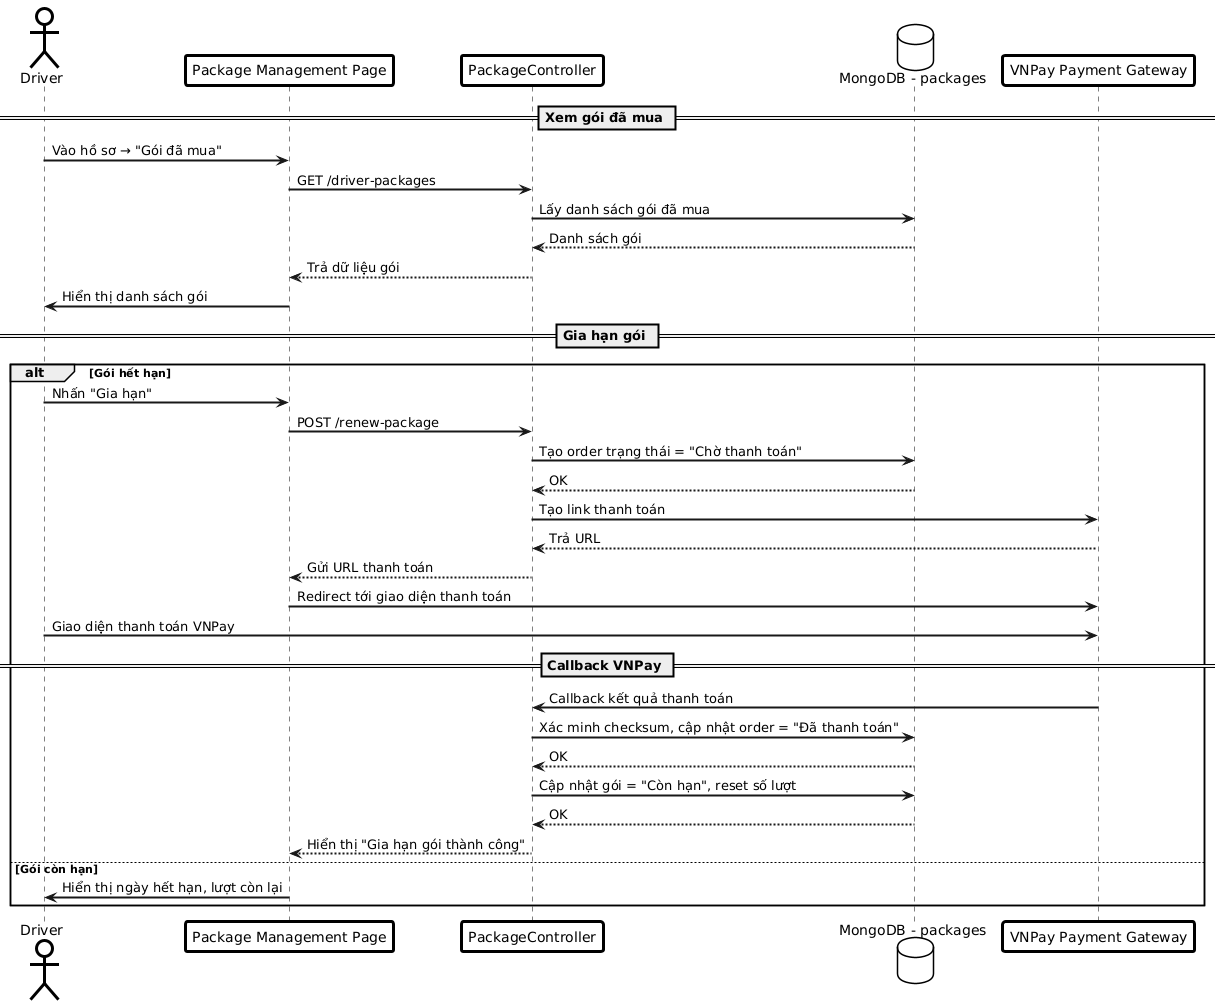 Driver
Package Management Page
PackageController
MongoDB - packages
VNPay Payment Gateway
Xem gói đã mua
Vào hồ sơ → "Gói đã mua"
GET /driver-packages
Lấy danh sách gói đã mua
Danh sách gói
Trả dữ liệu gói
Hiển thị danh sách gói
Gia hạn gói
alt [Gói hết hạn]
Nhấn "Gia hạn"
POST /renew-package
Tạo order trạng thái = "Chờ thanh toán"
OK
Tạo link thanh toán
Trả URL
Gửi URL thanh toán
Redirect tới giao diện thanh toán
Giao diện thanh toán VNPay
Callback VNPay
Callback kết quả thanh toán
Xác minh checksum, cập nhật order = "Đã thanh toán"
OK
Cập nhật gói = "Còn hạn", reset số lượt
OK
Hiển thị "Gia hạn gói thành công"
[Gói còn hạn]
Hiển thị ngày hết hạn, lượt còn lại
Driver
Package Management Page
PackageController
MongoDB - packages
VNPay Payment Gateway